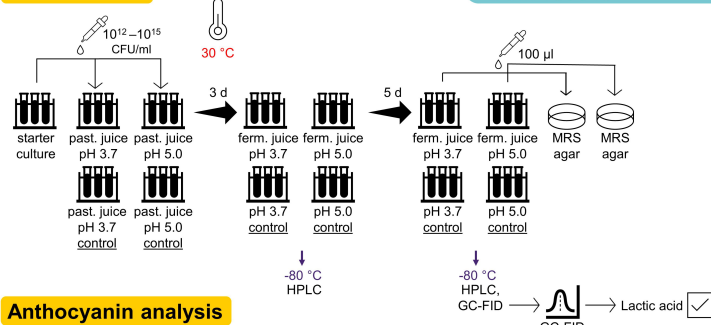 10¹²–10¹⁵
CFU/ml
30 °C
100 µl
3 d
5 d
starter
culture
past. juice
pH 3.7
past. juice
pH 5.0
ferm. juice
pH 3.7
ferm. juice
pH 5.0
ferm. juice
pH 3.7
ferm. juice
pH 5.0
MRS
agar
MRS
agar
past. juice
pH 3.7
control
past. juice
pH 5.0
control
pH 3.7
control
pH 5.0
control
pH 3.7
control
pH 5.0
control
-80 °C
HPLC
-80 °C
HPLC,
GC-FID
Lactic acid
GC-FID
Anthocyanin analysis